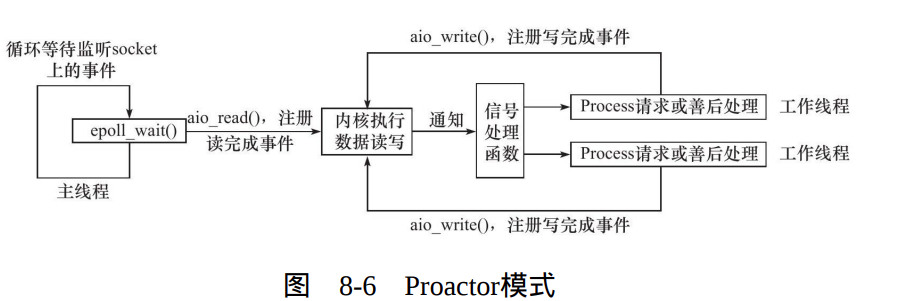 aio_write()，注册写完成事件
循环等待监听socket
上的事件
epoll_wait()
主线程
aio_read()，注册
读完成事件
内核执行
数据读写
通知
信号
处理
函数
Process请求或善后处理
工作线程
Process请求或善后处理
工作线程
aio_write()，注册写完成事件
图 8-6 Proactor模式